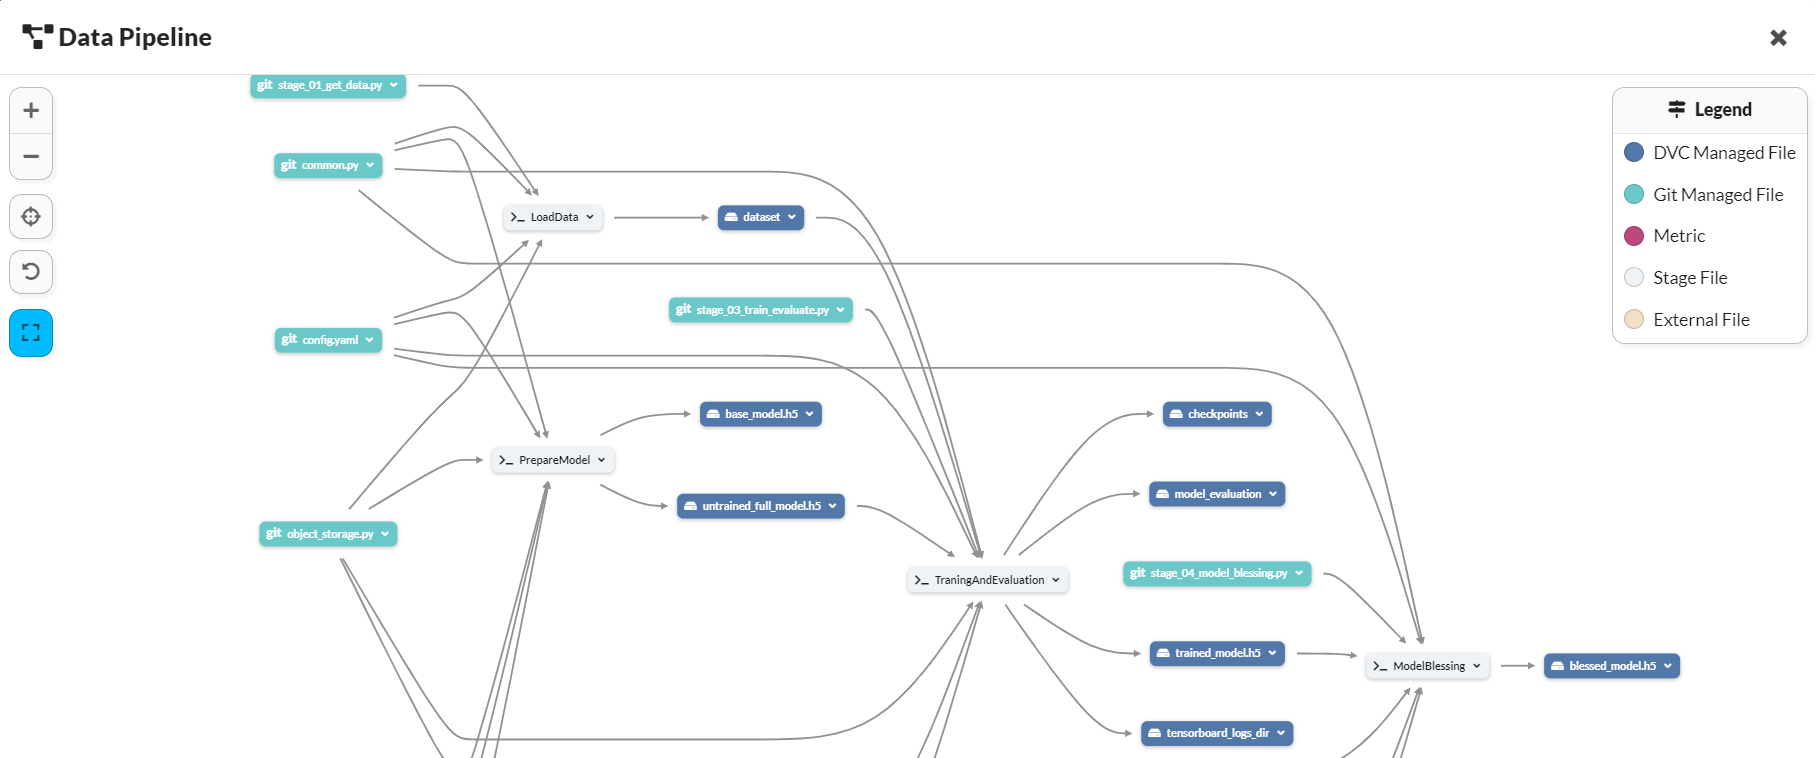 Data Pipeline
git stage_01_get_data.py
Legend
DVC Managed File
git common.py
Git Managed File
>_ LoadData
dataset
Metric
Stage File
git stage_03_train_evaluate.py
External File
git config.yaml
base_model.h5
checkpoints
>_ PrepareModel
model_evaluation
untrained_full_model.h5
git object_storage.py
>_ TraningAndEvaluation
git stage_04_model_blessing.py
trained_model.h5
>_ ModelBlessing
blessed_model.h5
tensorboard_logs_dir